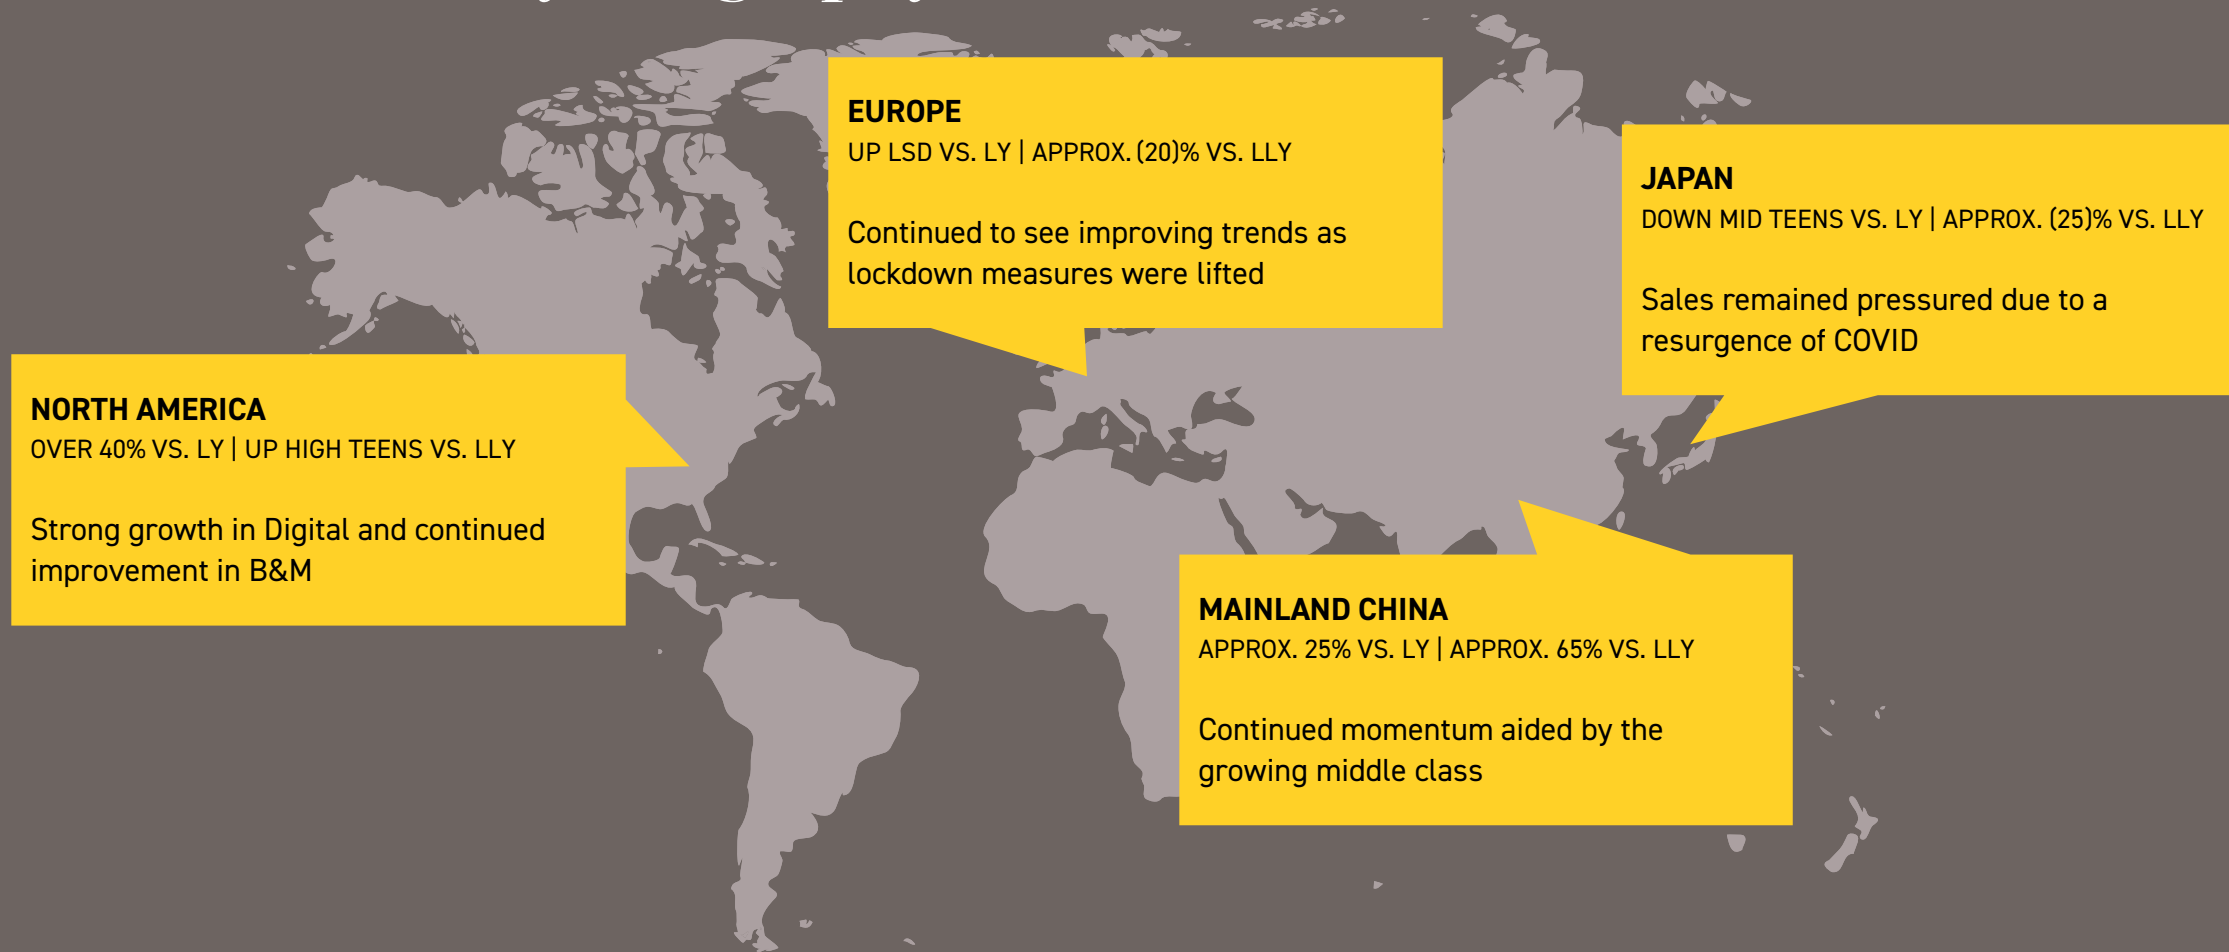 EUROPE
UP LSD VS. LY | APPROX. (20)% VS. LLY
Continued to see improving trends as
lockdown measures were lifted
JAPAN
DOWN MID TEENS VS. LY | APPROX. (25)% VS. LLY
Sales remained pressured due to a
resurgence of COVID
NORTH AMERICA
OVER 40% VS. LY | UP HIGH TEENS VS. LLY
Strong growth in Digital and continued
improvement in B&M
MAINLAND CHINA
APPROX. 25% VS. LY | APPROX. 65% VS. LLY
Continued momentum aided by the
growing middle class